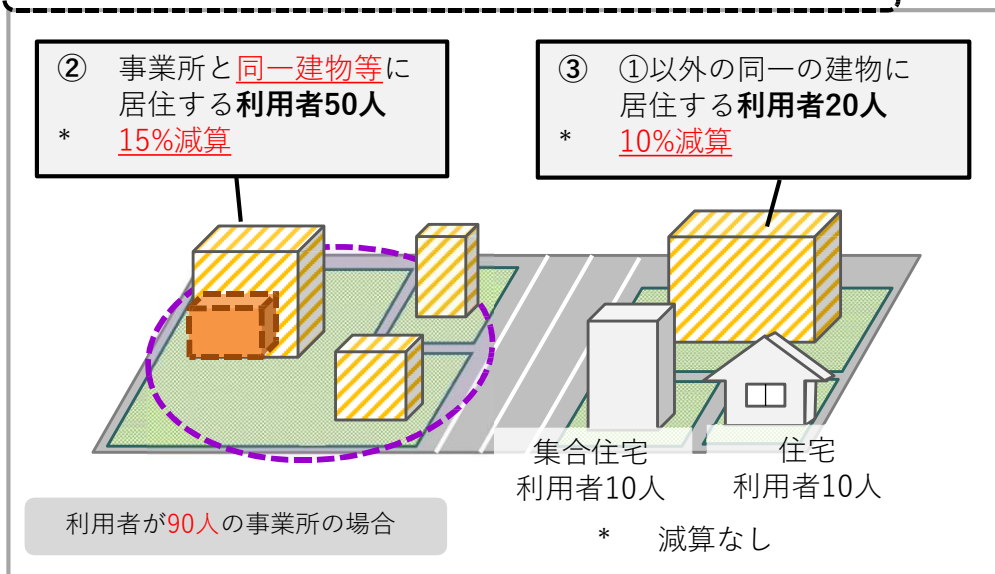 ② 事業所と同一建物等に
居住する利用者50人
* 15%減算
③ ①以外の同一の建物に
居住する利用者20人
* 10%減算
集合住宅
利用者10人
住宅
利用者10人
* 減算なし
利用者が90人の事業所の場合